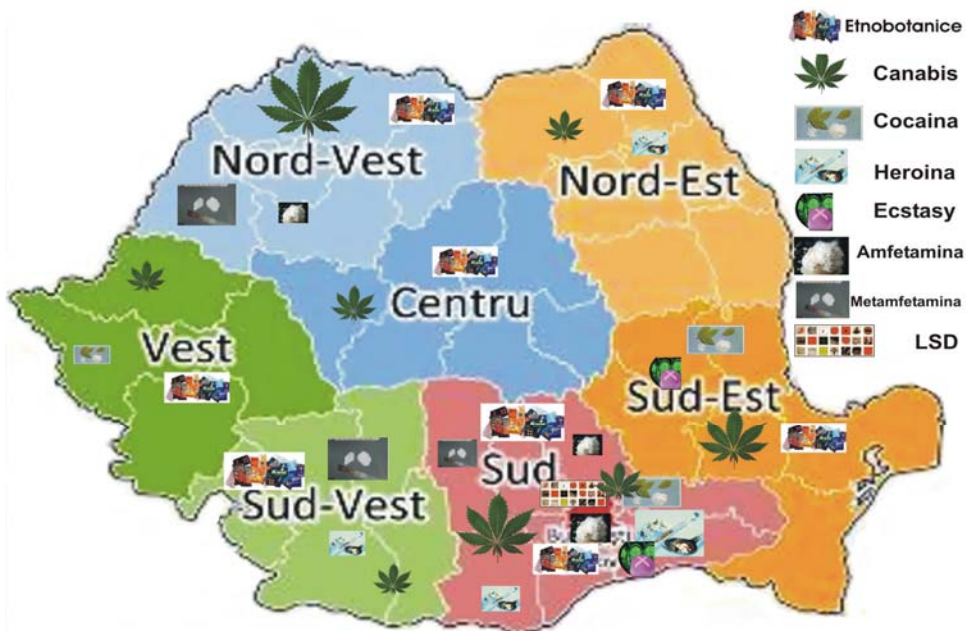 Etnobotanice
Canabis
Cocaina
Heroina
Ecstasy
Amfetamina
Metamfetamina
LSD
Nord-Vest
Nord-Est
Centru
Vest
Sud-Est
Sud
Sud-Vest